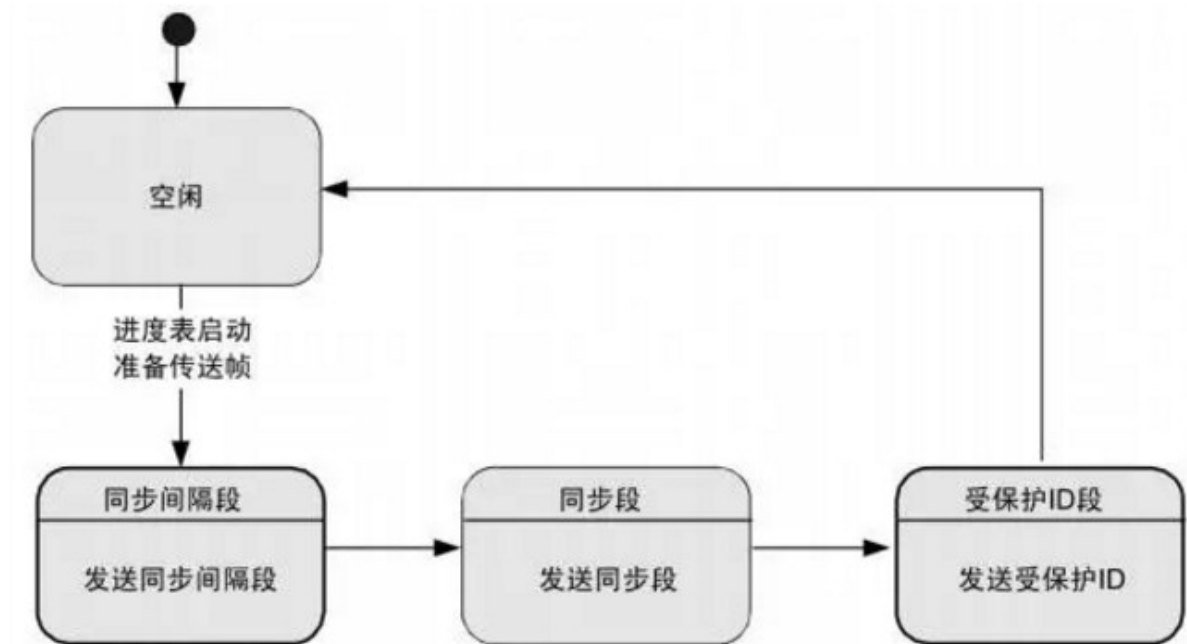 空闲
进度表启动
准备传送帧
同步间隔段
发送同步间隔段
同步段
发送同步段
受保护ID段
发送受保护ID